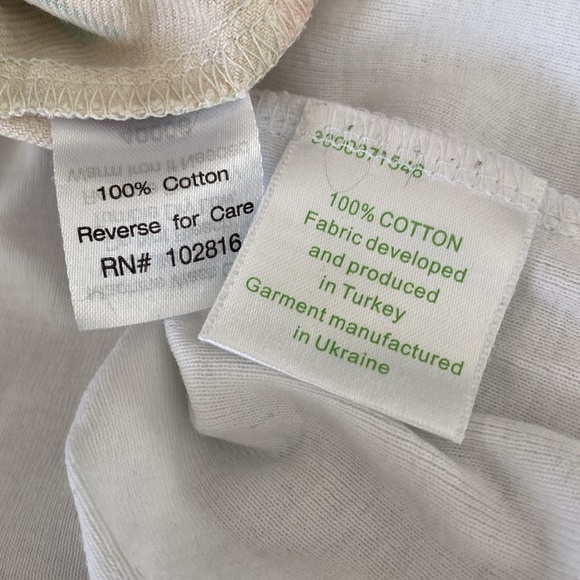 100% Cotton
Reverse for Care
RN# 102816
100% COTTON
Fabric developed
and produced
in Turkey
Garment manufactured
in Ukraine